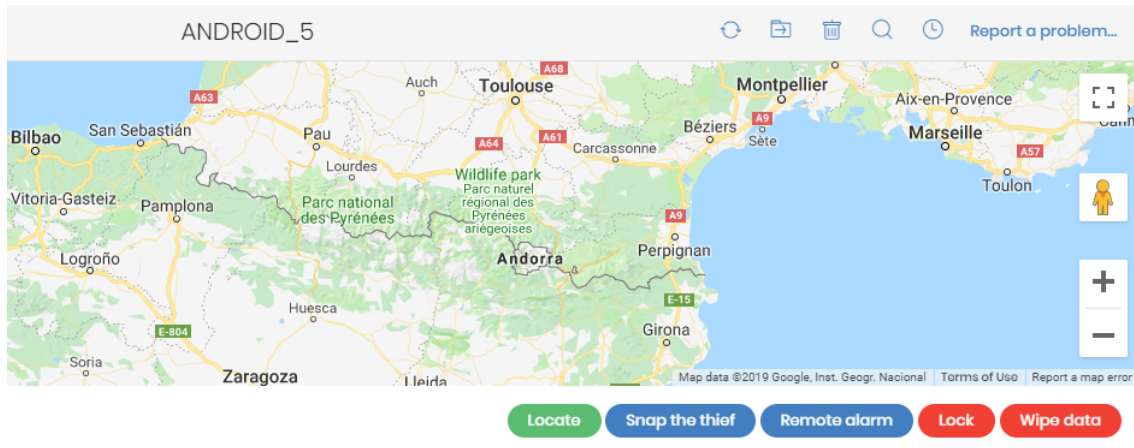 ANDROID_5
Report a problem...
A68
Auch
Toulouse
Montpellier
A63
Aix-en-Provence
Bilbao
San Sebastián
Pau
A64
A61
Carcassonne
Béziers
A9
Sète
Marseille
A57
Lourdes
Toulon
Wildlife park
Parc naturel
régional des
Pyrénées
ariégeoises
Vitoria-Gasteiz
Pamplona
Parc national
des Pyrénées
A9
Logroño
Andorra
Perpignan
Huesca
E-15
E-804
Girona
Soria
Zaragoza
Lleida
Map data ©2019 Google, Inst. Geogr. Nacional
Terms of Use
Report a map error
Locate
Snap the thief
Remote alarm
Lock
Wipe data